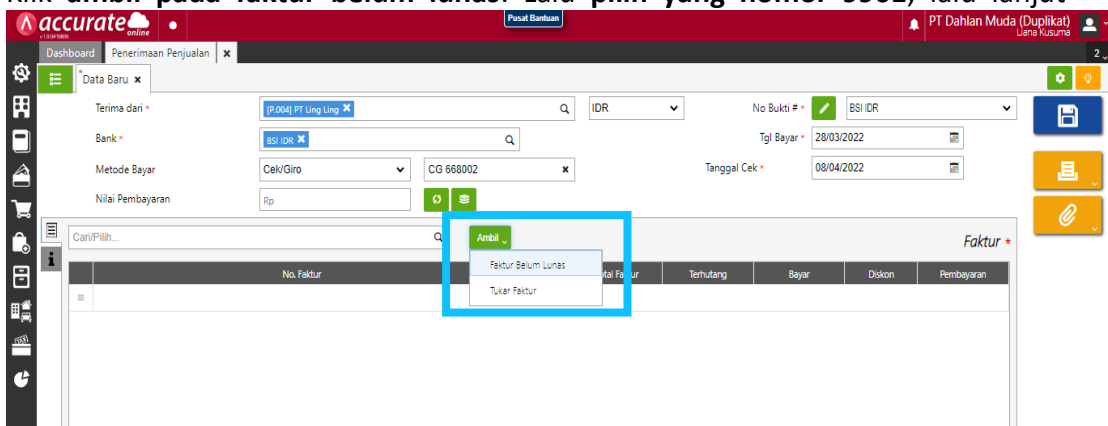 Klik ambil pada faktur belum lunas. Lalu pilih yang nomor 9902, lalu lanjut
accurate online
Pusat Bantuan
PT Dahlan Muda (Duplikat)
Liana Kusuma
Dashboard Penerimaan Penjualan × 2
*Data Baru ×
Terima dari * [P.004] PT Ling Ling × IDR No Bukti # * BSI IDR
Bank * BSI IDR × Tgl Bayar * 28/03/2022
Metode Bayar Cek/Giro CG 668002 × Tanggal Cek * 08/04/2022
Nilai Pembayaran Rp
Cari/Pilih... Ambil Faktur *
Faktur Belum Lunas
No. Faktur Terhutang Bayar Diskon Pembayaran
Tukar Faktur